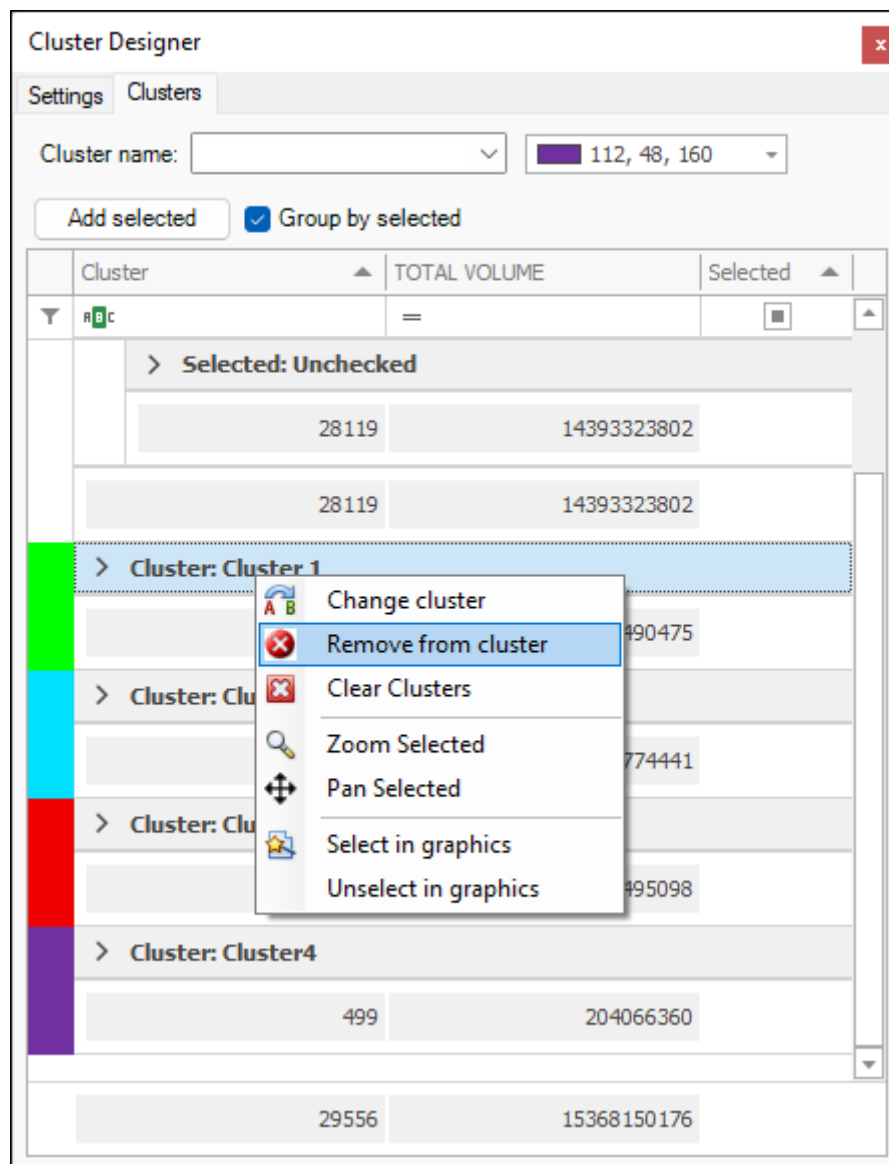 Cluster Designer
x
Settings Clusters
Cluster name: 112, 48, 160
Add selected Group by selected
Cluster TOTAL VOLUME Selected
ABC =
Selected: Unchecked
28119 14393323802
28119 14393323802
Cluster: Cluster 1
Change cluster
490475
Remove from cluster
Clear Clusters
Cluster: Clu
Zoom Selected
774441
Pan Selected
Cluster: Clu
Select in graphics
495098
Unselect in graphics
Cluster: Cluster4
499 204066360
29556 15368150176